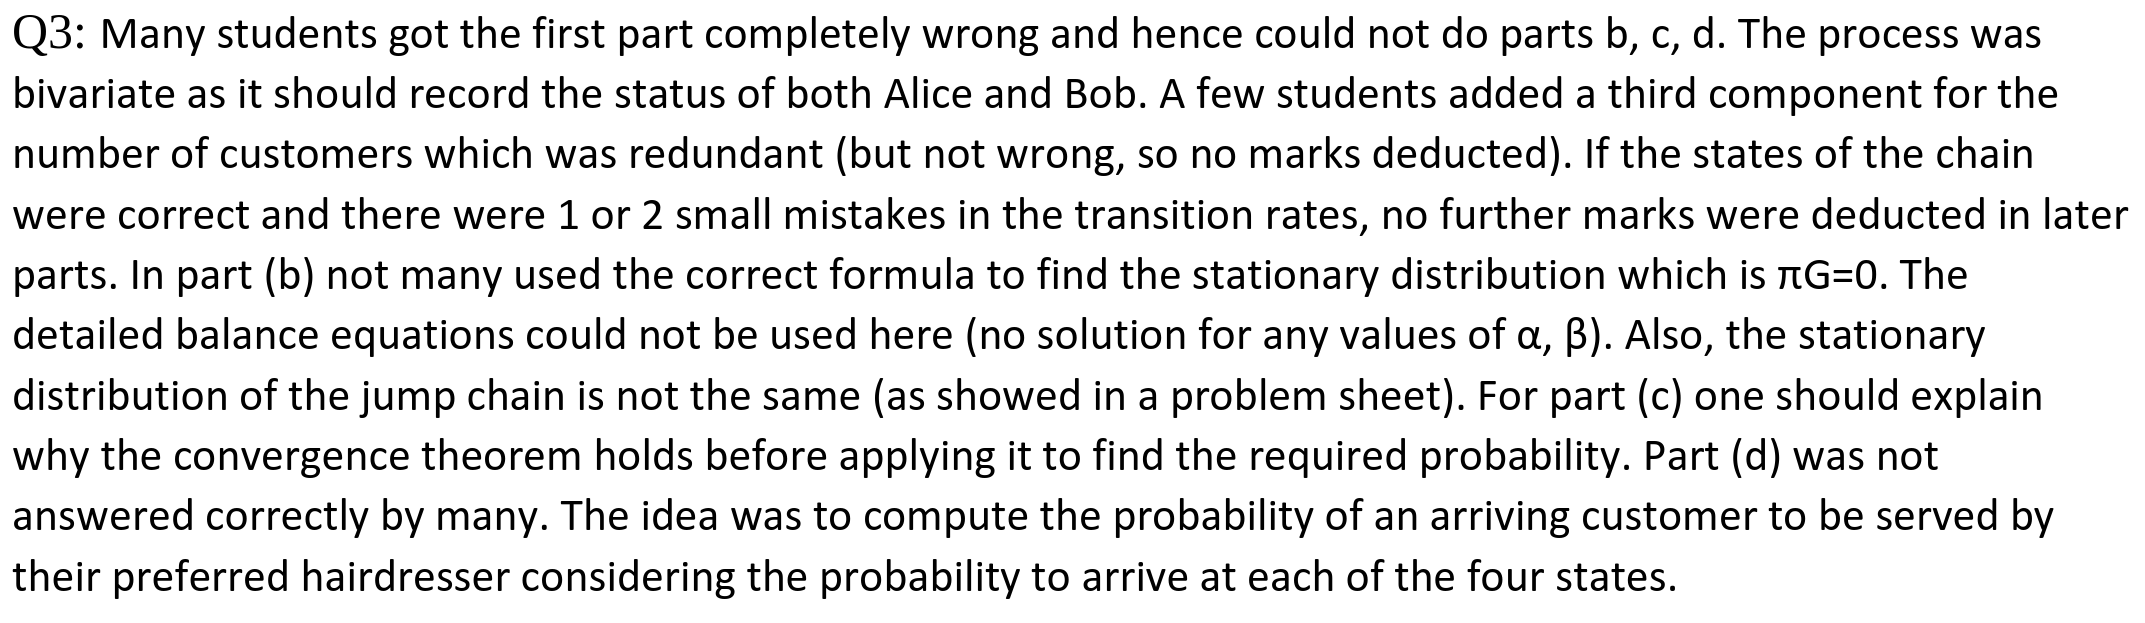 Q3: Many students got the first part completely wrong and hence could not do parts b, c, d. The process was
bivariate as it should record the status of both Alice and Bob. A few students added a third component for the
number of customers which was redundant (but not wrong, so no marks deducted). If the states of the chain
were correct and there were 1 or 2 small mistakes in the transition rates, no further marks were deducted in later
parts. In part (b) not many used the correct formula to find the stationary distribution which is πG=0. The
detailed balance equations could not be used here (no solution for any values of α, β). Also, the stationary
distribution of the jump chain is not the same (as showed in a problem sheet). For part (c) one should explain
why the convergence theorem holds before applying it to find the required probability. Part (d) was not
answered correctly by many. The idea was to compute the probability of an arriving customer to be served by
their preferred hairdresser considering the probability to arrive at each of the four states.